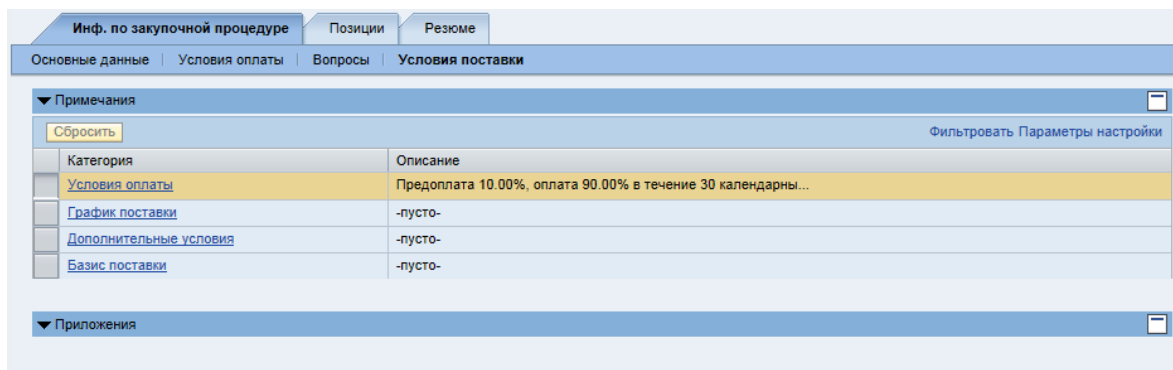 Инф. по закупочной процедуре Позиции Резюме
Основные данные Условия оплаты Вопросы Условия поставки
Примечания
Сбросить Фильтровать Параметры настройки
Категория Описание
Условия оплаты Предоплата 10.00%, оплата 90.00% в течение 30 календарны...
График поставки -пусто-
Дополнительные условия -пусто-
Базис поставки -пусто-
Приложения